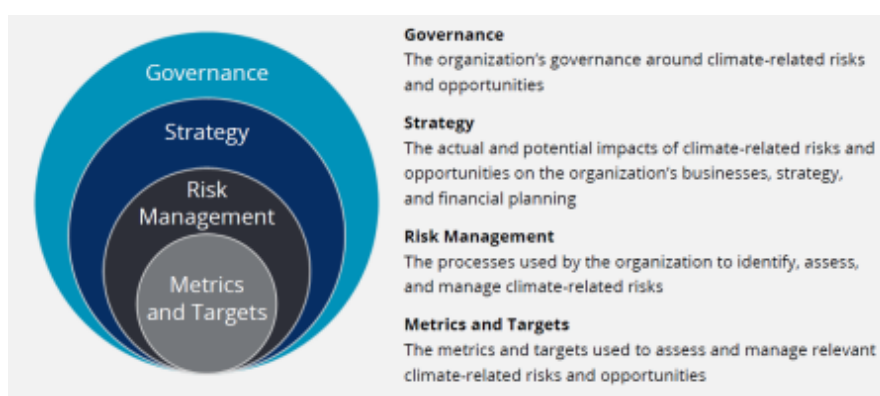 Governance
Strategy
Risk
Management
Metrics
and Targets
Governance
The organization's governance around climate-related risks
and opportunities
Strategy
The actual and potential impacts of climate-related risks and
opportunities on the organization's businesses, strategy,
and financial planning
Risk Management
The processes used by the organization to identify, assess,
and manage climate-related risks
Metrics and Targets
The metrics and targets used to assess and manage relevant
climate-related risks and opportunities